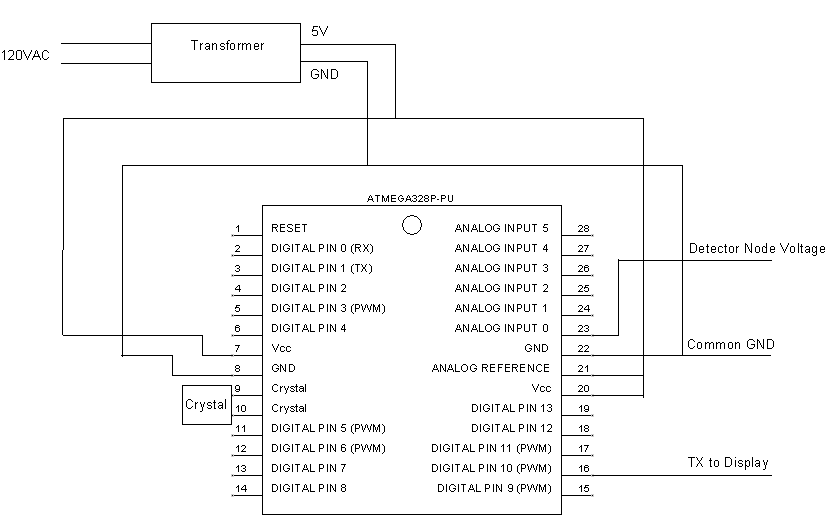 5V
Transformer
120VAC
GND
ATMEGA328P-PU
1 RESET ANALOG INPUT 5 28
2 DIGITAL PIN 0 (RX) ANALOG INPUT 4 27
Detector Node Voltage
3 DIGITAL PIN 1 (TX) ANALOG INPUT 3 26
4 DIGITAL PIN 2 ANALOG INPUT 2 25
5 DIGITAL PIN 3 (PWM) ANALOG INPUT 1 24
6 DIGITAL PIN 4 ANALOG INPUT 0 23
7 Vcc GND 22 Common GND
8 GND ANALOG REFERENCE 21
9 Crystal Vcc 20
Crystal
10 Crystal DIGITAL PIN 13 19
11 DIGITAL PIN 5 (PWM) DIGITAL PIN 12 18
12 DIGITAL PIN 6 (PWM) DIGITAL PIN 11 (PWM) 17
13 DIGITAL PIN 7 DIGITAL PIN 10 (PWM) 16 TX to Display
14 DIGITAL PIN 8 DIGITAL PIN 9 (PWM) 15